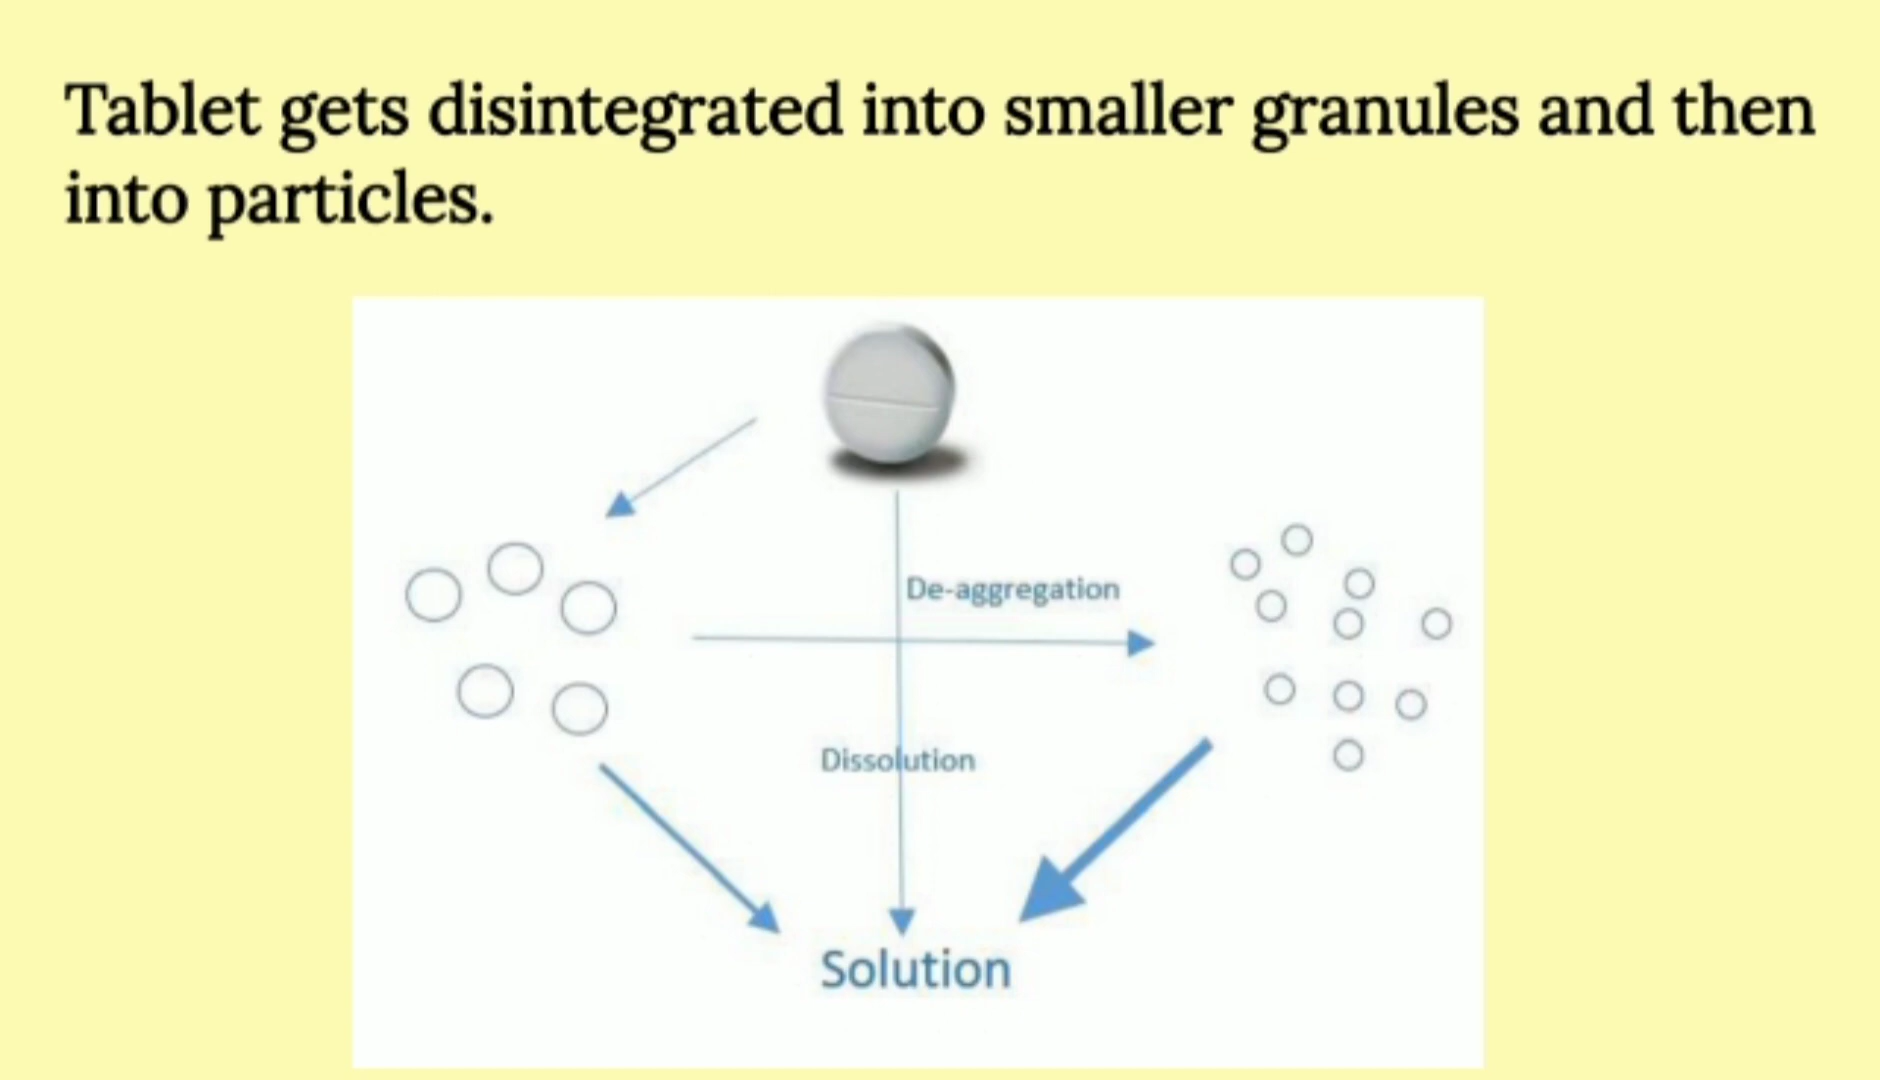 Tablet gets disintegrated into smaller granules and then
into particles.
De-aggregation
Dissolution
Solution